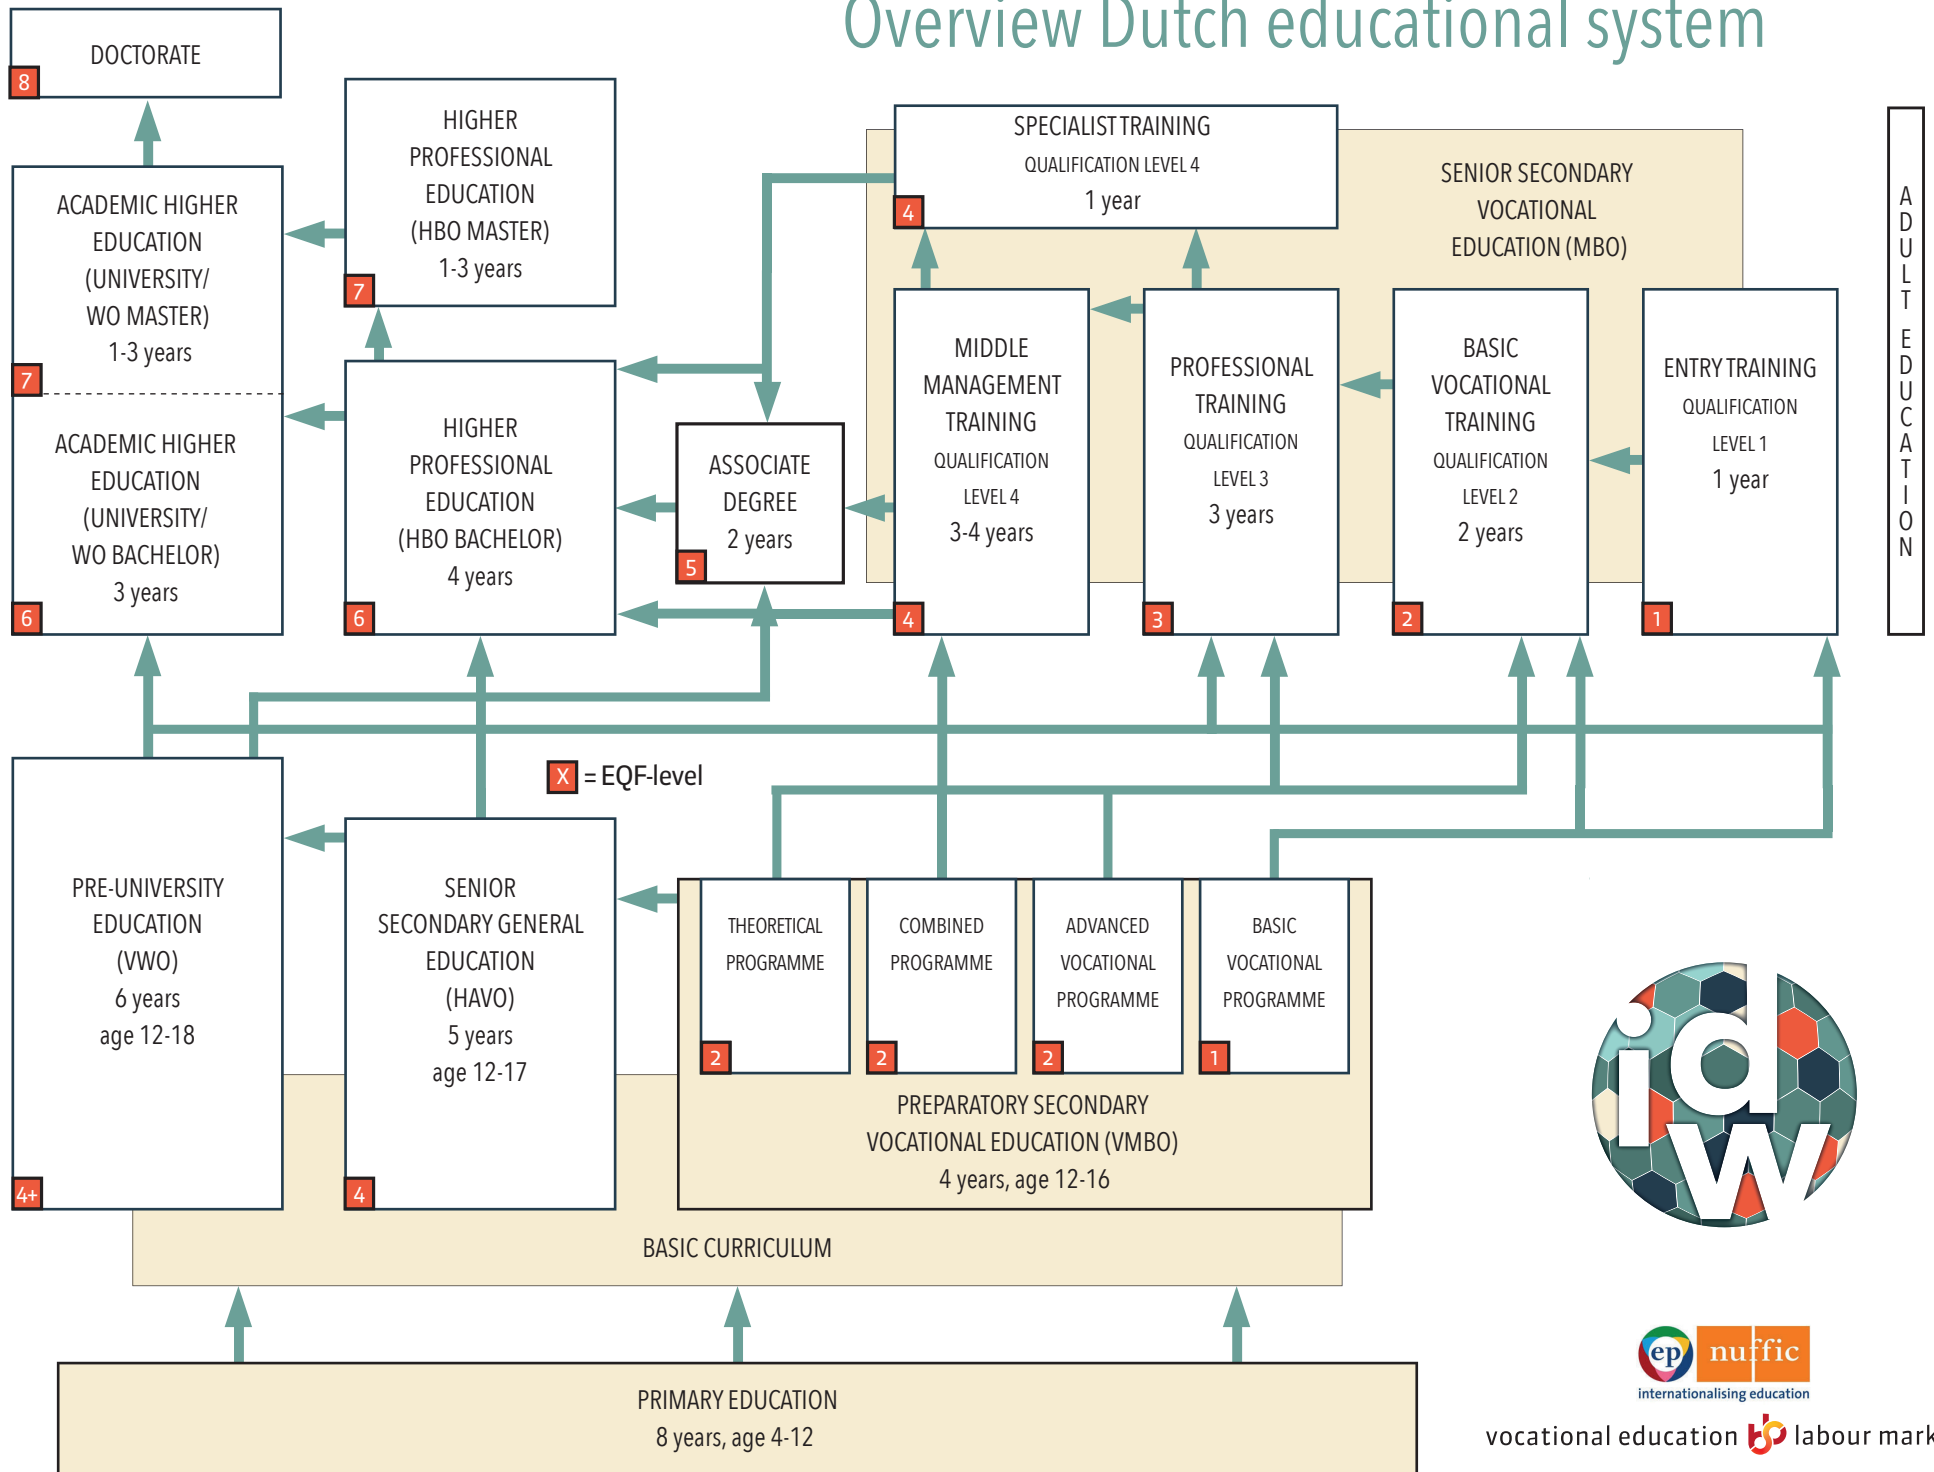 Overview Dutch educational system
DOCTORATE
8
HIGHER
PROFESSIONAL
EDUCATION
(HBO MASTER)
1-3 years
7
ACADEMIC HIGHER
EDUCATION
(UNIVERSITY/
WO MASTER)
1-3 years
7
ACADEMIC HIGHER
EDUCATION
(UNIVERSITY/
WO BACHELOR)
3 years
6
HIGHER
PROFESSIONAL
EDUCATION
(HBO BACHELOR)
4 years
6
ASSOCIATE
DEGREE
2 years
5
SPECIALIST TRAINING
QUALIFICATION LEVEL 4
1 year
4
SENIOR SECONDARY
VOCATIONAL
EDUCATION (MBO)
MIDDLE
MANAGEMENT
TRAINING
QUALIFICATION
LEVEL 4
3-4 years
4
PROFESSIONAL
TRAINING
QUALIFICATION
LEVEL 3
3 years
3
BASIC
VOCATIONAL
TRAINING
QUALIFICATION
LEVEL 2
2 years
2
ENTRY TRAINING
QUALIFICATION
LEVEL 1
1 year
1
ADULT EDUCATION
X = EQF-level
PRE-UNIVERSITY
EDUCATION
(VWO)
6 years
age 12-18
4+
SENIOR
SECONDARY GENERAL
EDUCATION
(HAVO)
5 years
age 12-17
4
THEORETICAL
PROGRAMME
2
COMBINED
PROGRAMME
2
ADVANCED
VOCATIONAL
PROGRAMME
2
BASIC
VOCATIONAL
PROGRAMME
1
PREPARATORY SECONDARY
VOCATIONAL EDUCATION (VMBO)
4 years, age 12-16
BASIC CURRICULUM
PRIMARY EDUCATION
8 years, age 4-12
idw
ep nuffic
internationalising education
vocational education labour mark